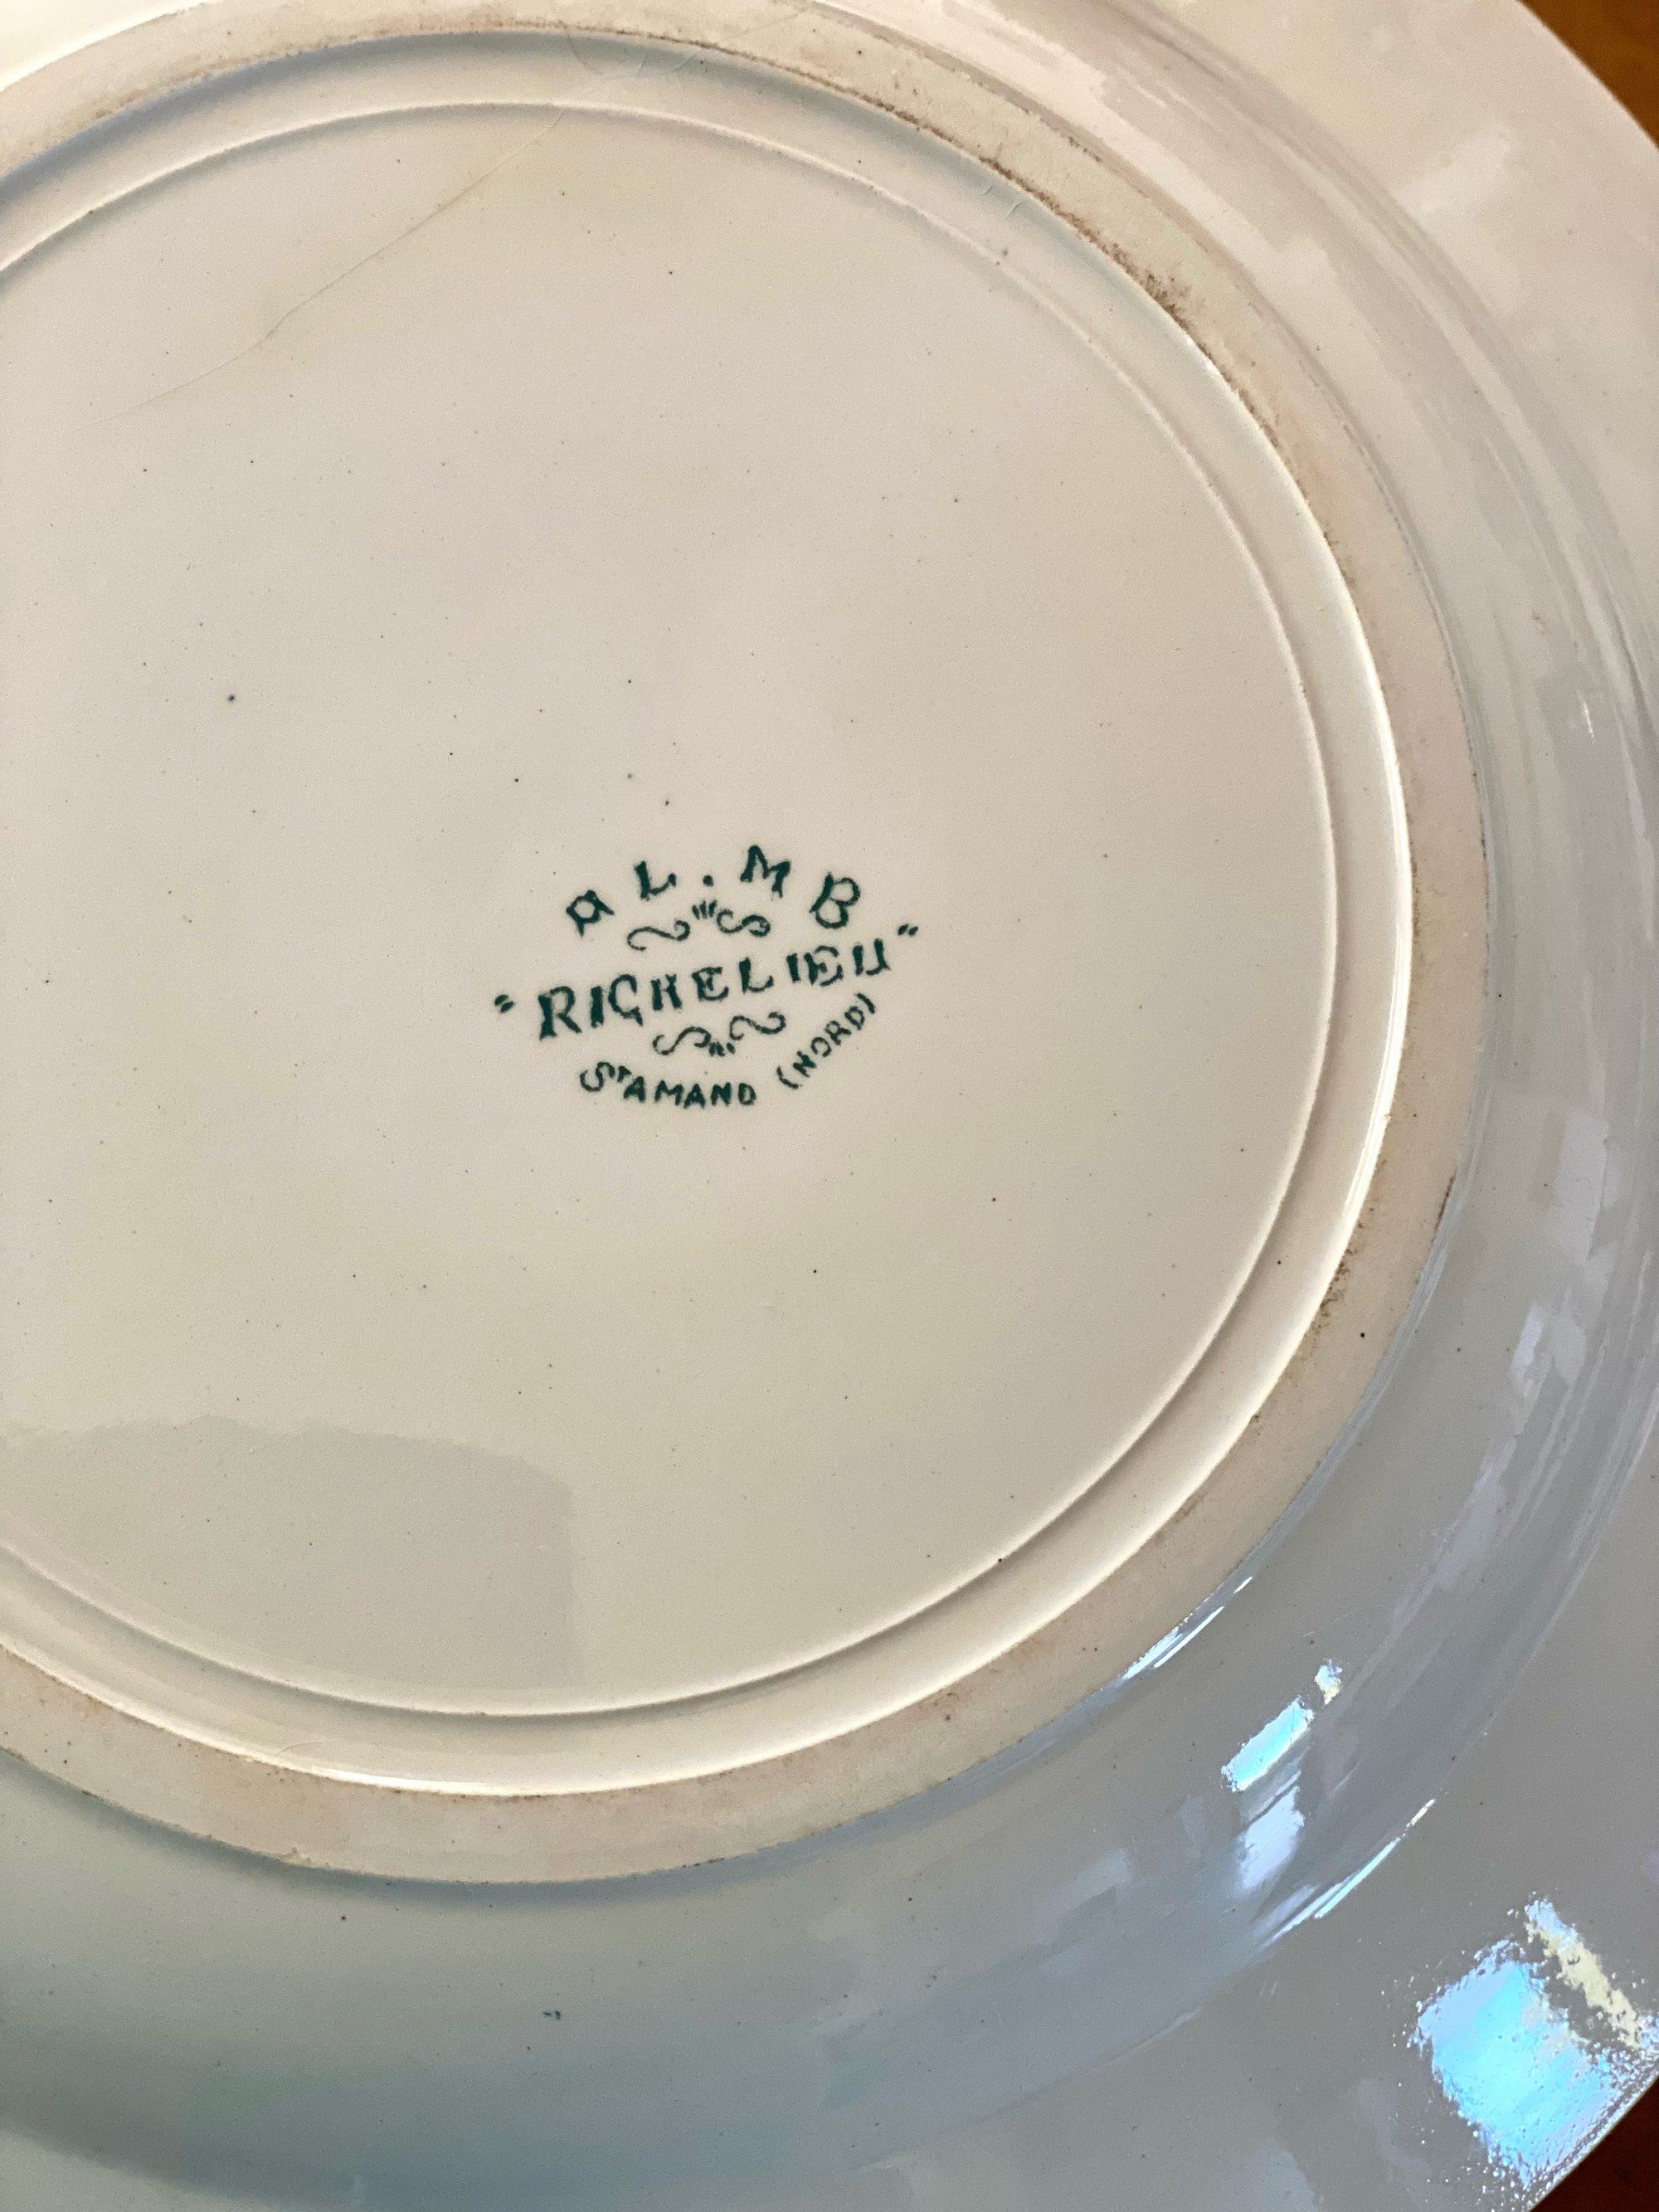 AL.MB
"RICHELIEU"
ST AMAND (NORD)